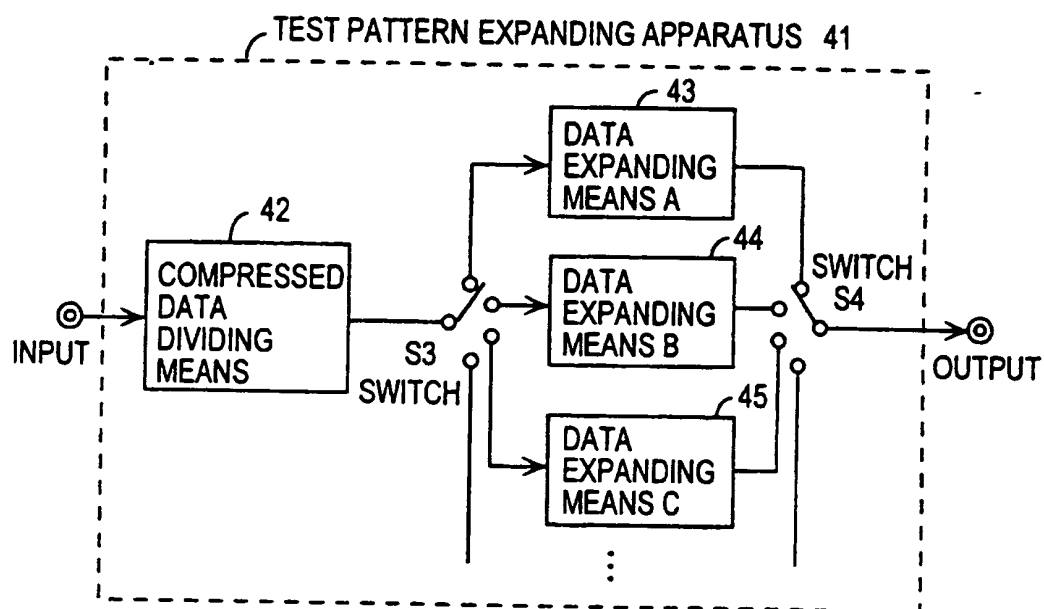 TEST PATTERN EXPANDING APPARATUS 41
43
DATA
EXPANDING
MEANS A
42
COMPRESSED
DATA
DIVIDING
MEANS
INPUT
S3
SWITCH
44
DATA
EXPANDING
MEANS B
SWITCH
S4
OUTPUT
45
DATA
EXPANDING
MEANS C